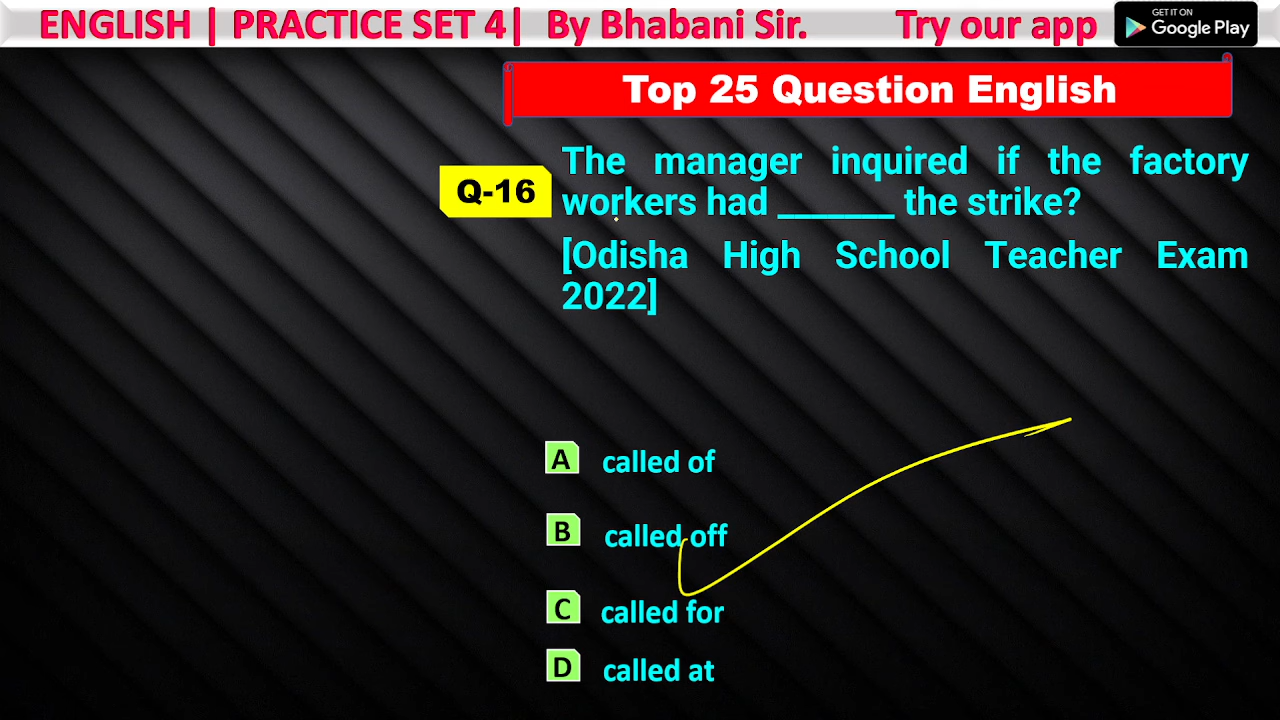 ENGLISH | PRACTICE SET 4| By Bhabani Sir. Try our app
GET IT ON
Google Play
Top 25 Question English
Q-16
The manager inquired if the factory
workers had _______ the strike?
[Odisha High School Teacher Exam
2022]
A called of
B called off
C called for
D called at